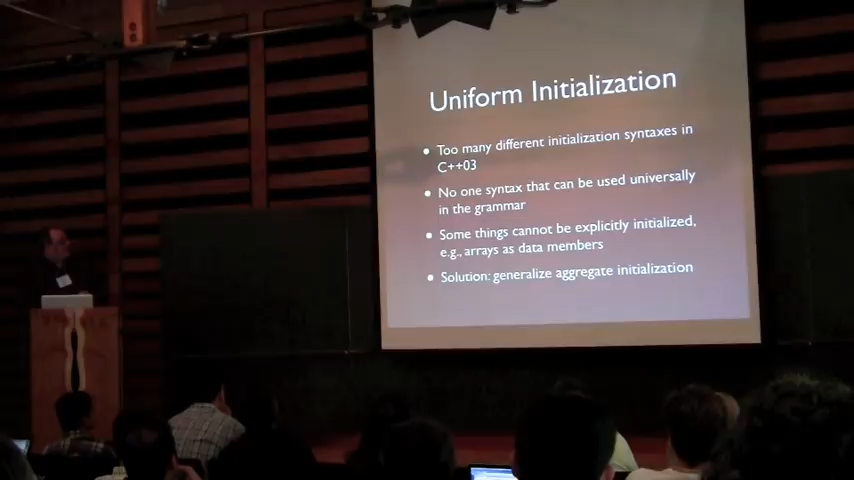 Uniform Initialization
• Too many different initialization syntaxes in
C++03
• No one syntax that can be used universally
in the grammar
• Some things cannot be explicitly initialized,
e.g., arrays as data members
• Solution: generalize aggregate initialization